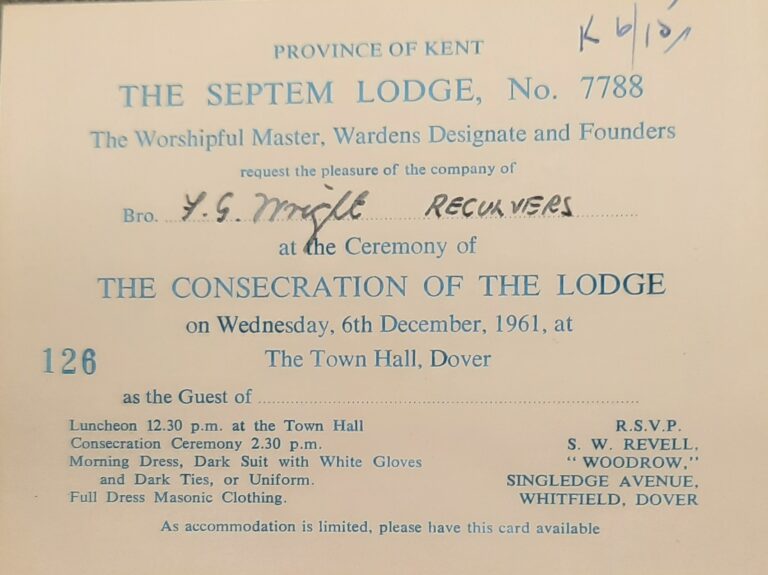 K 6/10/
PROVINCE OF KENT
THE SEPTEM LODGE, No. 7788
The Worshipful Master, Wardens Designate and Founders
request the pleasure of the company of
Bro. Y. G. Wright RECULVERS
at the Ceremony of
THE CONSECRATION OF THE LODGE
on Wednesday, 6th December, 1961, at
126
The Town Hall, Dover
as the Guest of
Luncheon 12.30 p.m. at the Town Hall
Consecration Ceremony 2.30 p.m.
Morning Dress, Dark Suit with White Gloves
and Dark Ties, or Uniform.
Full Dress Masonic Clothing.
R.S.V.P.
S. W. REVELL,
" WOODROW,"
SINGLEDGE AVENUE,
WHITFIELD, DOVER
As accommodation is limited, please have this card available